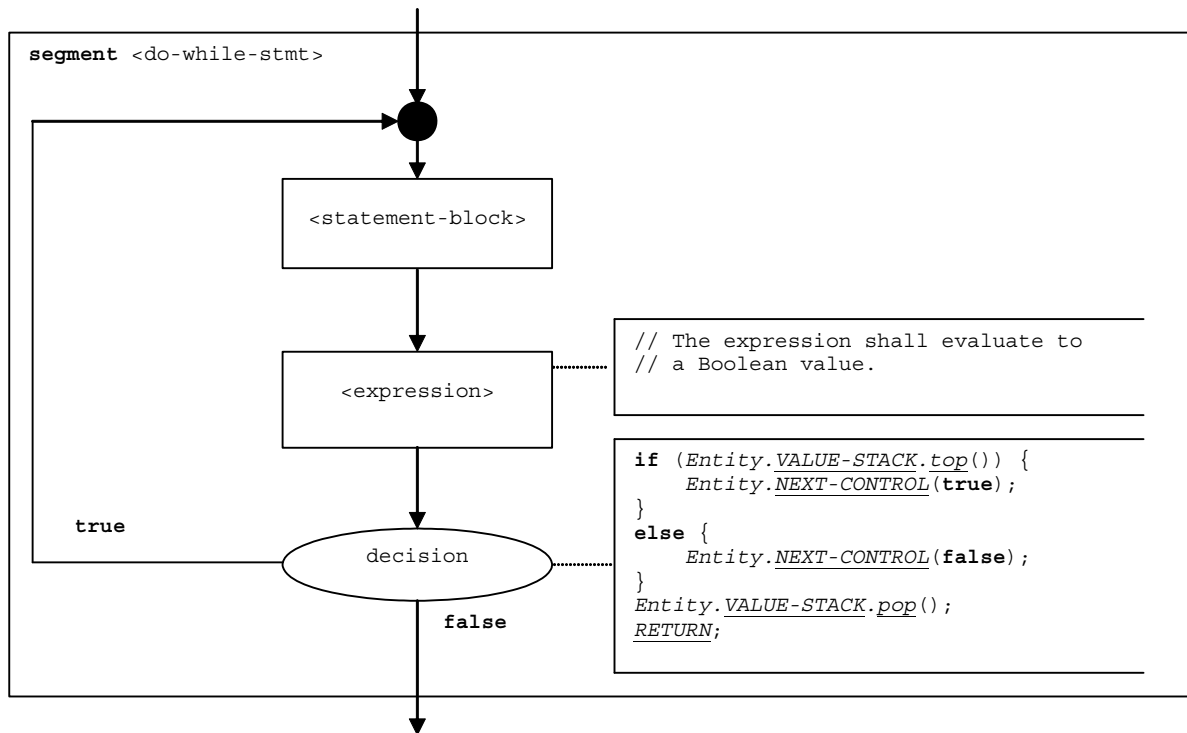 segment <do-while-stmt>
<statement-block>
// The expression shall evaluate to
// a Boolean value.
<expression>
if (Entity.VALUE-STACK.top()) {
Entity.NEXT-CONTROL(true);
}
else {
Entity.NEXT-CONTROL(false);
}
Entity.VALUE-STACK.pop();
RETURN;
true
decision
false